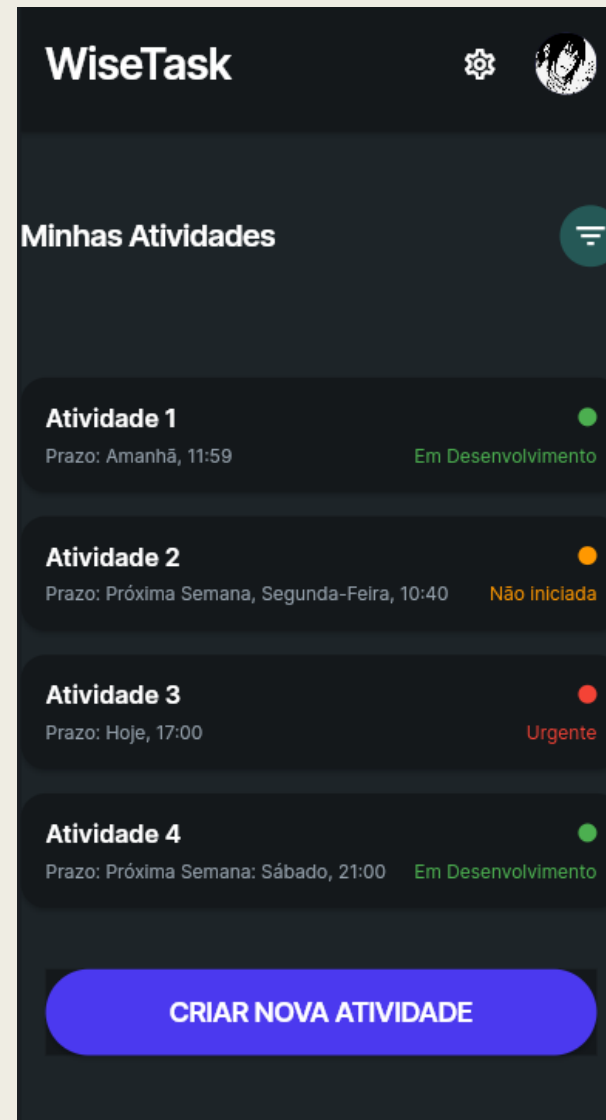 WiseTask
Minhas Atividades
Atividade 1
Prazo: Amanhã, 11:59
Em Desenvolvimento
Atividade 2
Prazo: Próxima Semana, Segunda-Feira, 10:40
Não iniciada
Atividade 3
Prazo: Hoje, 17:00
Urgente
Atividade 4
Prazo: Próxima Semana: Sábado, 21:00
Em Desenvolvimento
CRIAR NOVA ATIVIDADE